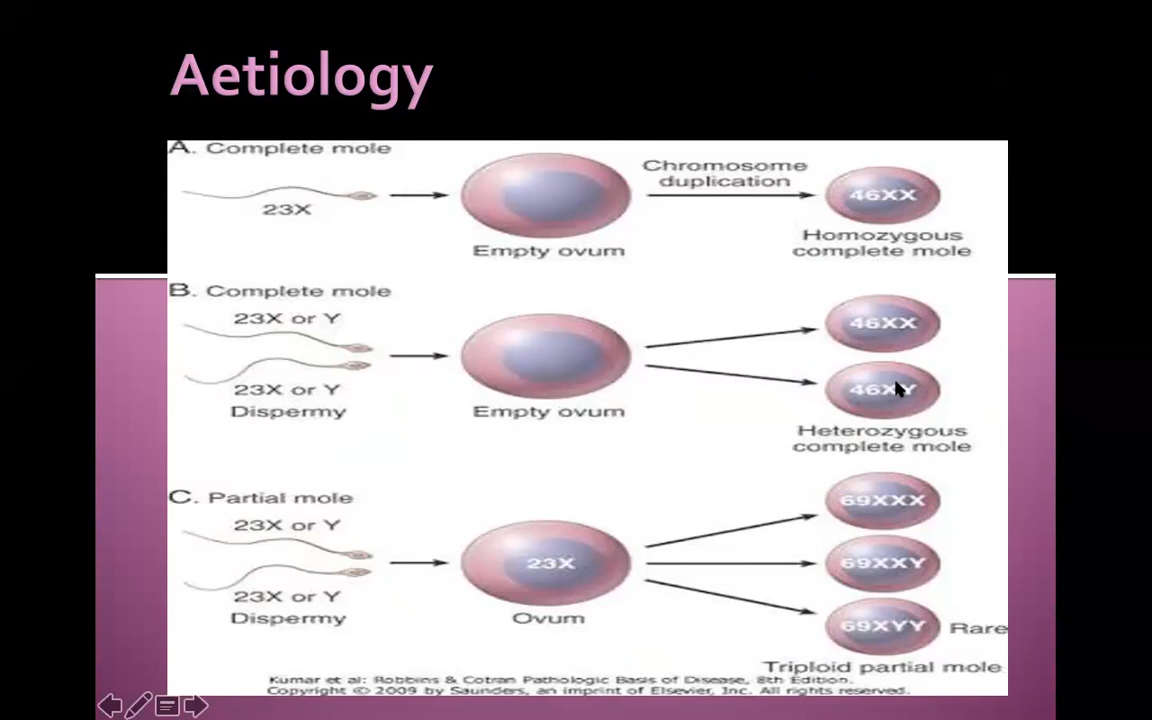 Aetiology
A. Complete mole
23X
Empty ovum
Chromosome
duplication
46XX
Homozygous
complete mole
B. Complete mole
23X or Y
23X or Y
Dispermy
Empty ovum
46XX
46XY
Heterozygous
complete mole
C. Partial mole
23X or Y
23X or Y
Dispermy
23X
Ovum
69XXX
69XXY
69XYY Rare
Triploid partial mole
Kumar et al: Robbins & Cotran Pathologic Basis of Disease, 8th Edition.
Copyright © 2009 by Saunders, an imprint of Elsevier, Inc. All rights reserved.